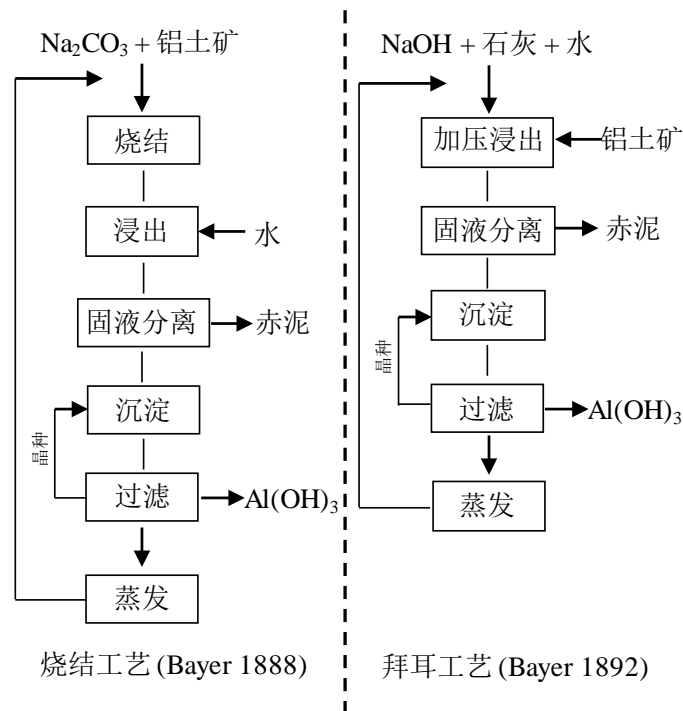 Na₂CO₃ + 铝土矿
烧结
浸出
水
固液分离
赤泥
沉淀
晶种
过滤
Al(OH)₃
蒸发
烧结工艺 (Bayer 1888)
NaOH + 石灰 + 水
加压浸出
铝土矿
固液分离
赤泥
沉淀
晶种
过滤
Al(OH)₃
蒸发
拜耳工艺 (Bayer 1892)